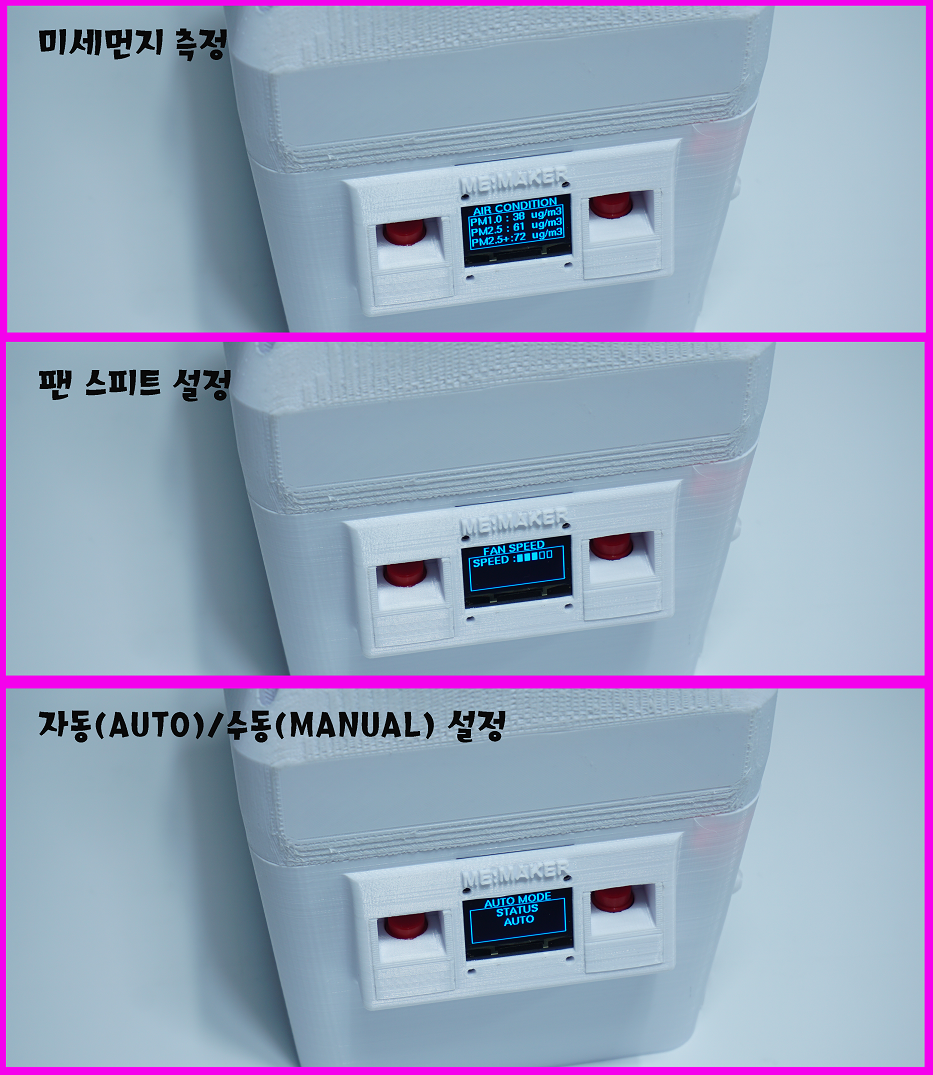 미세먼지 측정
ME:MAKER
AIR CONDITION
PM1.0 : 38 ug/m3
PM2.5 : 61 ug/m3
PM2.5+:72 ug/m3
팬 스피트 설정
ME:MAKER
FAN SPEED
SPEED :
자동(AUTO)/수동(MANUAL) 설정
ME:MAKER
AUTO MODE
STATUS
AUTO